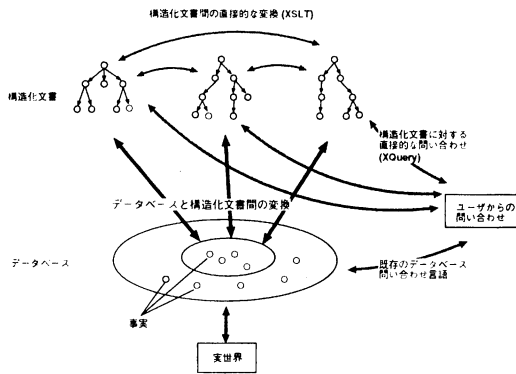 構造化文書間の直接的な変換 (XSLT)
構造化文書
構造化文書に対する
直接的な問い合わせ
(XQuery)
データベースと構造化文書間の変換
ユーザからの
問い合わせ
データベース
既存のデータベース
問い合わせ言語
事実
実世界